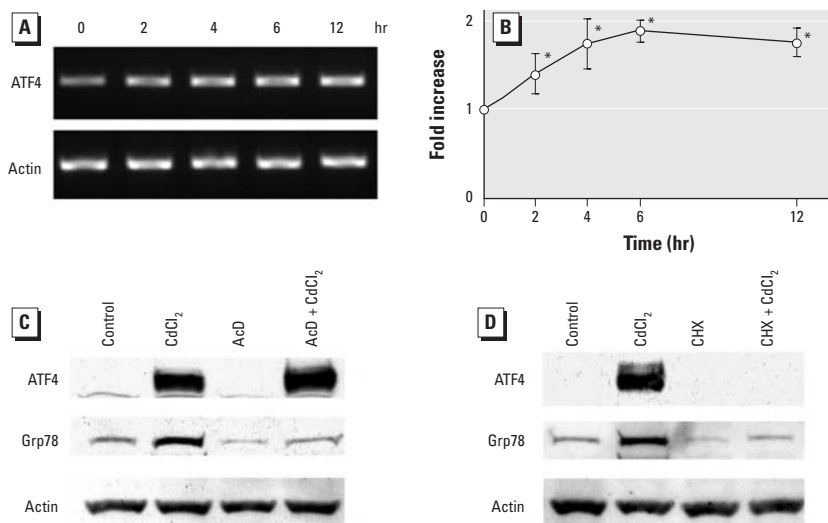 A
0 2 4 6 12 hr
ATF4
Actin
B
Fold increase
2
1
0
* * * *
0 2 4 6 12
Time (hr)
C
Control CdCl₂ AcD AcD + CdCl₂
ATF4
Grp78
Actin
D
Control CdCl₂ CHX CHX + CdCl₂
ATF4
Grp78
Actin